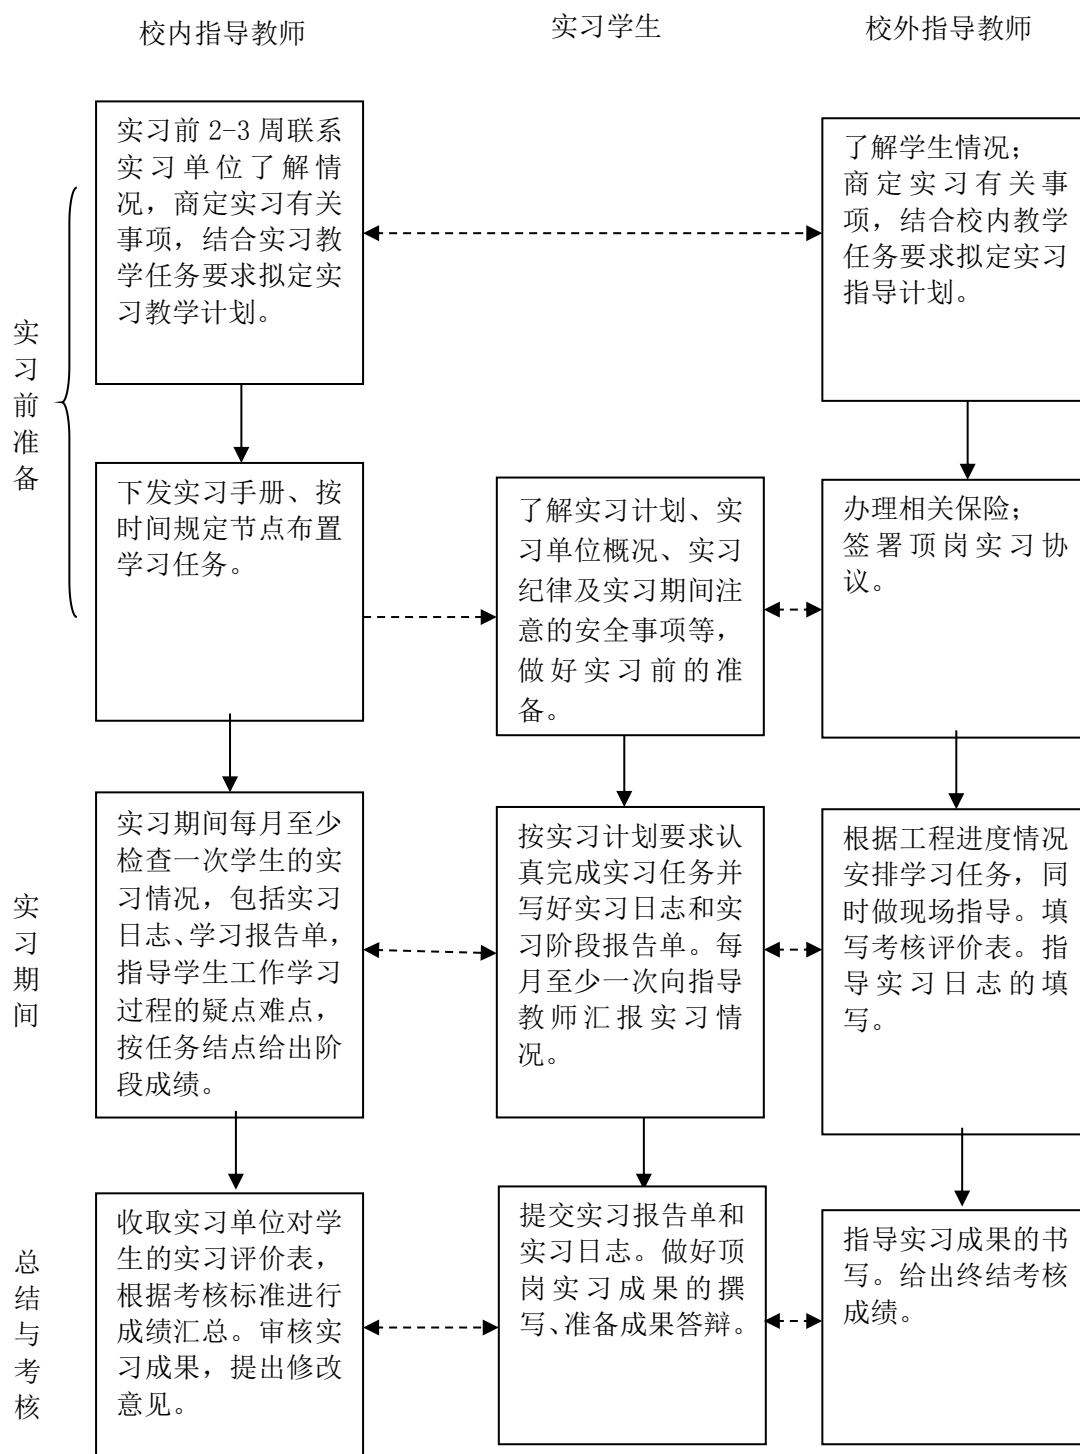 校内指导教师
实习学生
校外指导教师
实习前准备
实习前 2-3 周联系
实习单位了解情
况，商定实习有关
事项，结合实习教
学任务要求拟定实
习教学计划。
了解学生情况；
商定实习有关事
项，结合校内教学
任务要求拟定实习
指导计划。
下发实习手册、按
时间规定节点布置
学习任务。
了解实习计划、实
习单位概况、实习
纪律及实习期间注
意的安全事项等，
做好实习前的准
备。
办理相关保险；
签署顶岗实习协
议。
实习期间
实习期间每月至少
检查一次学生的实
习情况，包括实习
日志、学习报告单，
指导学生工作学习
过程的疑点难点，
按任务结点给出阶
段成绩。
按实习计划要求认
真完成实习任务并
写好实习日志和实
习阶段报告单。每
月至少一次向指导
教师汇报实习情
况。
根据工程进度情况
安排学习任务，同
时做现场指导。填
写考核评价表。指
导实习日志的填
写。
总结与考核
收取实习单位对学
生的实习评价表，
根据考核标准进行
成绩汇总。审核实
习成果，提出修改
意见。
提交实习报告单和
实习日志。做好顶
岗实习成果的撰
写、准备成果答辩。
指导实习成果的书
写。给出终结考核
成绩。